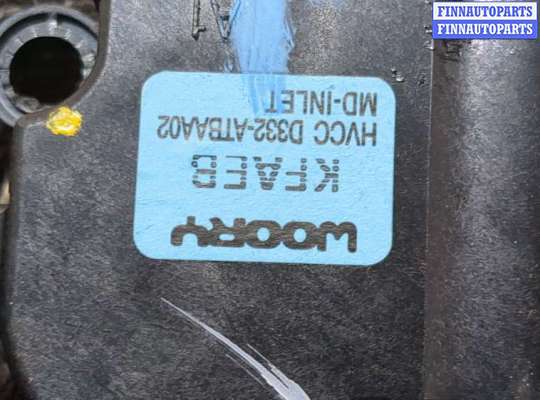 FINNAUTOPARTS
FINNAUTOPARTS
WOORY
KFAEB
HVCC D332-ATBAA02
MD-INLET